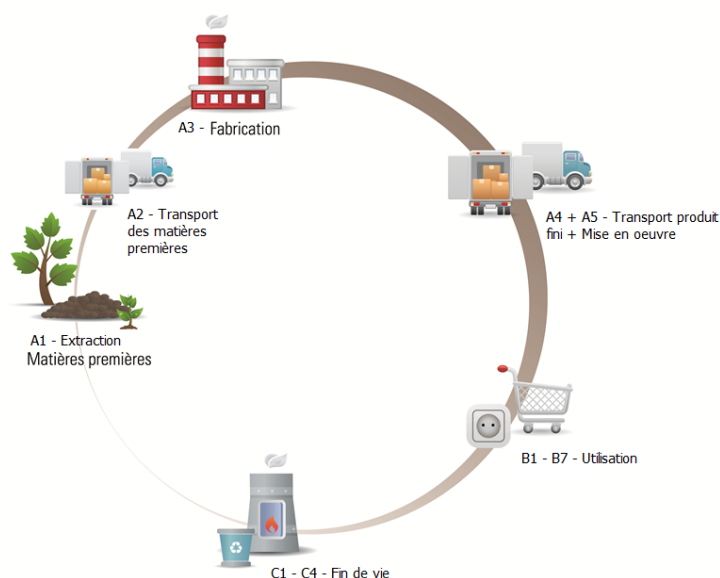 A3 - Fabrication
A2 - Transport
des matières
premières
A4 + A5 - Transport produit
fini + Mise en oeuvre
A1 - Extraction
Matières premières
B1 - B7 - Utilisation
C1 - C4 - Fin de vie